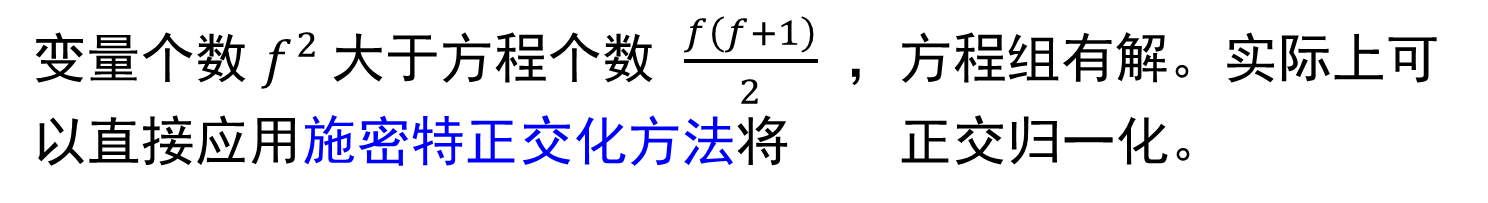 变量个数 f² 大于方程个数 f(f+1)/2 ，方程组有解。实际上可
以直接应用施密特正交化方法将 正交归一化。